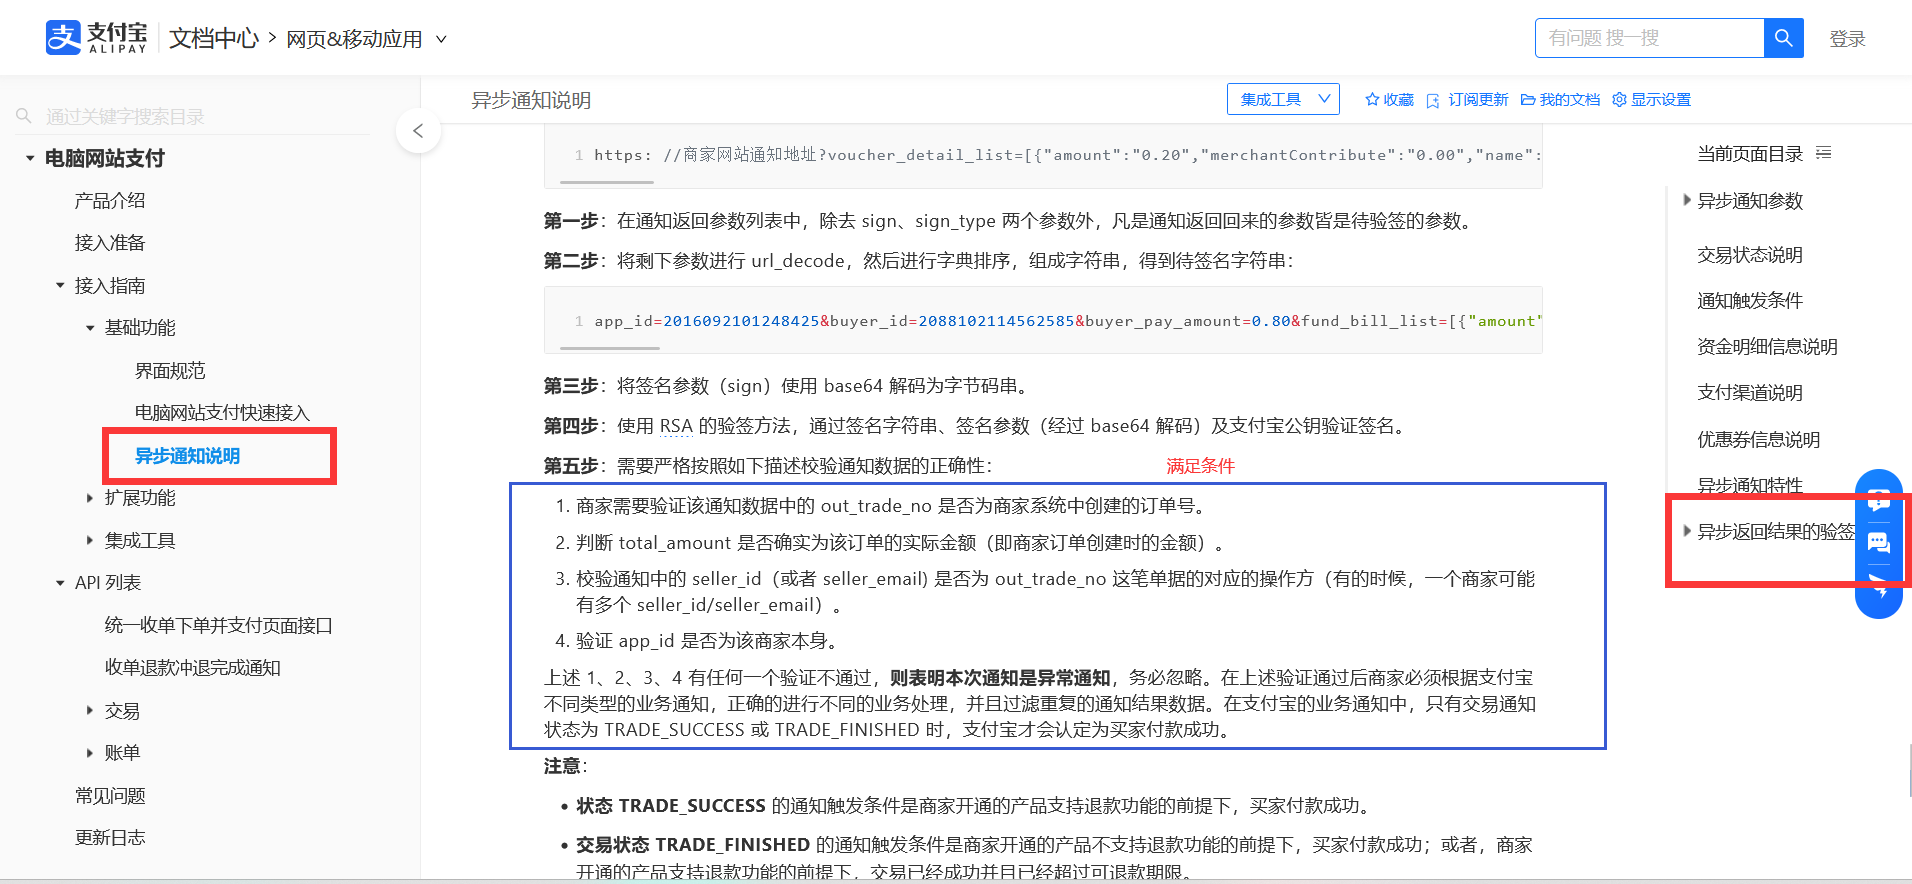 支付宝
ALIPAY
文档中心 > 网页&移动应用
有问题 搜一搜
登录
通过关键字搜索目录
电脑网站支付
产品介绍
接入准备
接入指南
基础功能
界面规范
电脑网站支付快速接入
异步通知说明
扩展功能
集成工具
API 列表
统一收单下单并支付页面接口
收单退款冲退完成通知
交易
账单
常见问题
更新日志
异步通知说明
集成工具
收藏
订阅更新
我的文档
显示设置
1 https: //商家网站通知地址?voucher_detail_list=[{"amount":"0.20","merchantContribute":"0.00","name":
第一步：在通知返回参数列表中，除去 sign、sign_type 两个参数外，凡是通知返回回来的参数皆是待验签的参数。
第二步：将剩下参数进行 url_decode，然后进行字典排序，组成字符串，得到待签名字符串：
1 app_id=2016092101248425&buyer_id=2088102114562585&buyer_pay_amount=0.80&fund_bill_list=[{"amount"
第三步：将签名参数（sign）使用 base64 解码为字节码串。
第四步：使用 RSA 的验签方法，通过签名字符串、签名参数（经过 base64 解码）及支付宝公钥验证签名。
第五步：需要严格按照如下描述校验通知数据的正确性：
满足条件
1. 商家需要验证该通知数据中的 out_trade_no 是否为商家系统中创建的订单号。
2. 判断 total_amount 是否确实为该订单的实际金额（即商家订单创建时的金额）。
3. 校验通知中的 seller_id（或者 seller_email) 是否为 out_trade_no 这笔单据的对应的操作方（有的时候，一个商家可能
有多个 seller_id/seller_email）。
4. 验证 app_id 是否为该商家本身。
上述 1、2、3、4 有任何一个验证不通过，则表明本次通知是异常通知，务必忽略。在上述验证通过后商家必须根据支付宝
不同类型的业务通知，正确的进行不同的业务处理，并且过滤重复的通知结果数据。在支付宝的业务通知中，只有交易通知
状态为 TRADE_SUCCESS 或 TRADE_FINISHED 时，支付宝才会认定为买家付款成功。
注意：
• 状态 TRADE_SUCCESS 的通知触发条件是商家开通的产品支持退款功能的前提下，买家付款成功。
• 交易状态 TRADE_FINISHED 的通知触发条件是商家开通的产品不支持退款功能的前提下，买家付款成功；或者，商家
开通的产品支持退款功能的前提下，交易已经成功并且已经超过可退款期限。
当前页面目录
异步通知参数
交易状态说明
通知触发条件
资金明细信息说明
支付渠道说明
优惠券信息说明
异步通知特性
异步返回结果的验签